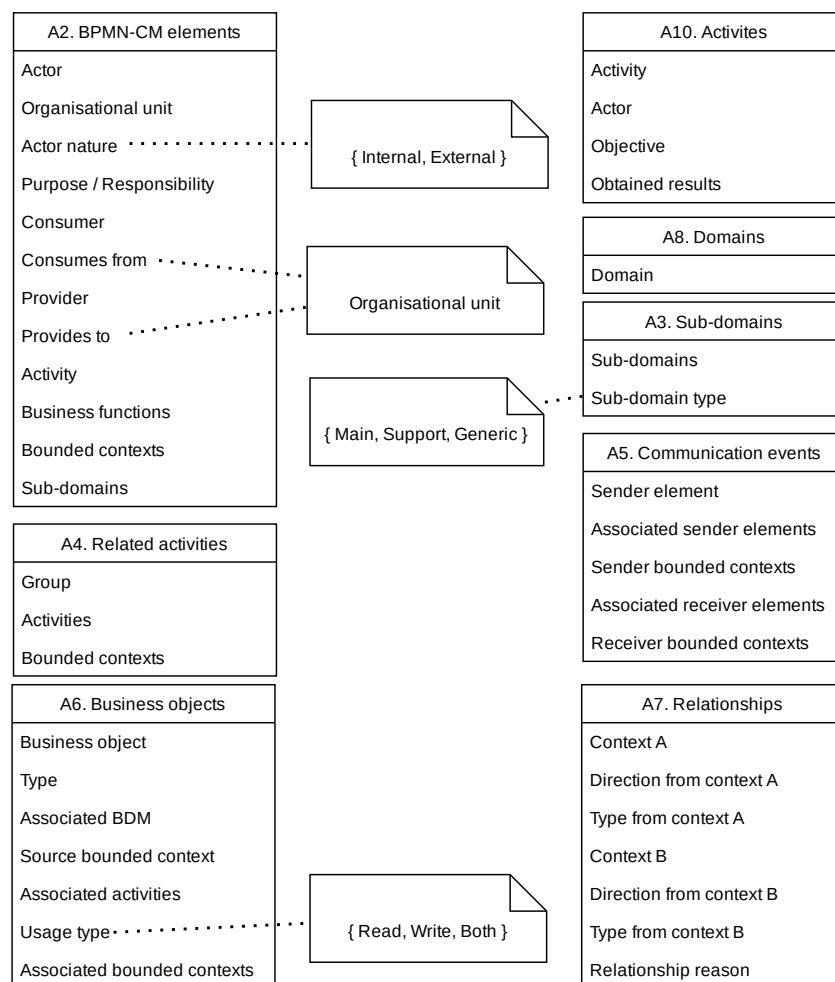 A2. BPMN-CM elements
Actor
Organisational unit
Actor nature
Purpose / Responsibility
Consumer
Consumes from
Provider
Provides to
Activity
Business functions
Bounded contexts
Sub-domains
{ Internal, External }
Organisational unit
{ Main, Support, Generic }
A10. Activites
Activity
Actor
Objective
Obtained results
A8. Domains
Domain
A3. Sub-domains
Sub-domains
Sub-domain type
A5. Communication events
Sender element
Associated sender elements
Sender bounded contexts
Associated receiver elements
Receiver bounded contexts
A4. Related activities
Group
Activities
Bounded contexts
A6. Business objects
Business object
Type
Associated BDM
Source bounded context
Associated activities
Usage type
Associated bounded contexts
{ Read, Write, Both }
A7. Relationships
Context A
Direction from context A
Type from context A
Context B
Direction from context B
Type from context B
Relationship reason